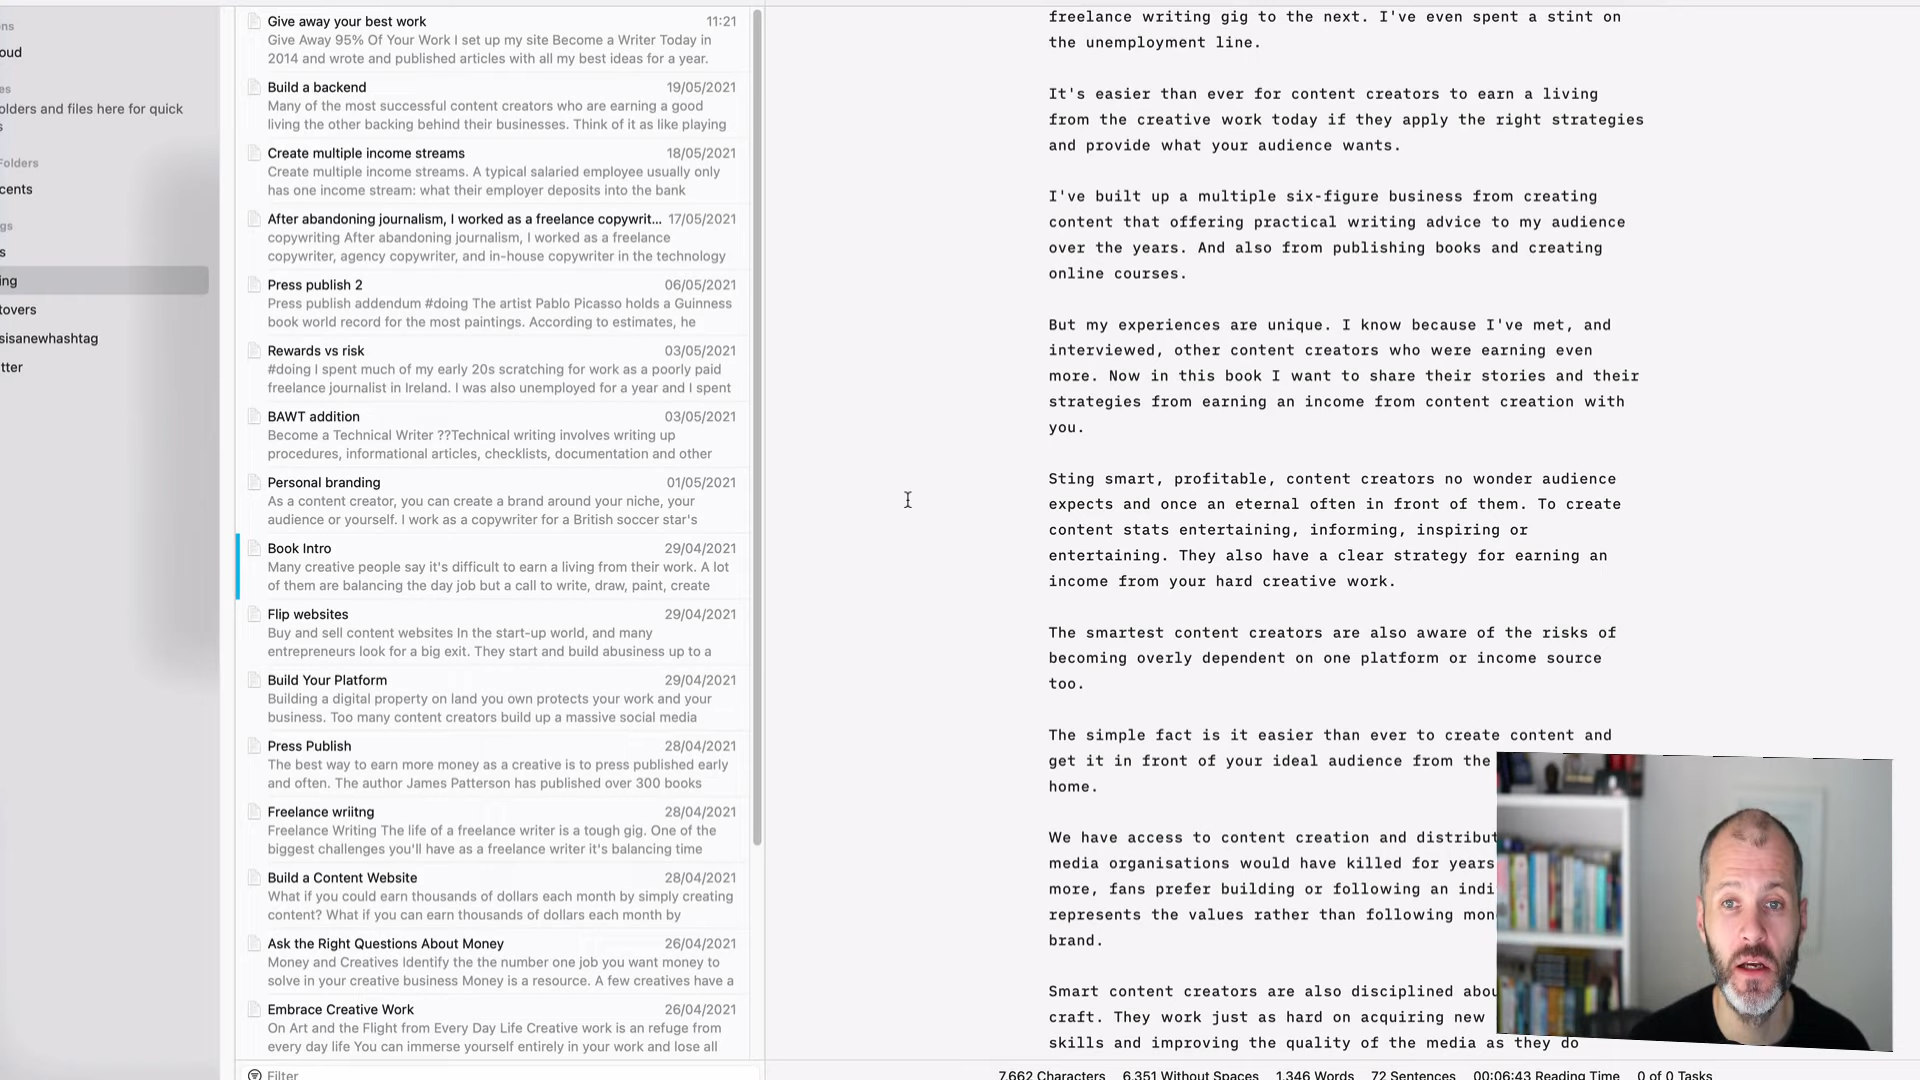 ons
oud
es
olders and files here for quick
s
Folders
cents
gs
s
ing
tovers
sisanewhashtag
tter
Give away your best work 11:21
Give Away 95% Of Your Work I set up my site Become a Writer Today in
2014 and wrote and published articles with all my best ideas for a year.
Build a backend 19/05/2021
Many of the most successful content creators who are earning a good
living the other backing behind their businesses. Think of it as like playing
Create multiple income streams 18/05/2021
Create multiple income streams. A typical salaried employee usually only
has one income stream: what their employer deposits into the bank
After abandoning journalism, I worked as a freelance copywrit... 17/05/2021
copywriting After abandoning journalism, I worked as a freelance
copywriter, agency copywriter, and in-house copywriter in the technology
Press publish 2 06/05/2021
Press publish addendum #doing The artist Pablo Picasso holds a Guinness
book world record for the most paintings. According to estimates, he
Rewards vs risk 03/05/2021
#doing I spent much of my early 20s scratching for work as a poorly paid
freelance journalist in Ireland. I was also unemployed for a year and I spent
BAWT addition 03/05/2021
Become a Technical Writer ??Technical writing involves writing up
procedures, informational articles, checklists, documentation and other
Personal branding 01/05/2021
As a content creator, you can create a brand around your niche, your
audience or yourself. I work as a copywriter for a British soccer star's
Book Intro 29/04/2021
Many creative people say it's difficult to earn a living from their work. A lot
of them are balancing the day job but a call to write, draw, paint, create
Flip websites 29/04/2021
Buy and sell content websites In the start-up world, and many
entrepreneurs look for a big exit. They start and build abusiness up to a
Build Your Platform 29/04/2021
Building a digital property on land you own protects your work and your
business. Too many content creators build up a massive social media
Press Publish 28/04/2021
The best way to earn more money as a creative is to press published early
and often. The author James Patterson has published over 300 books
Freelance wriitng 28/04/2021
Freelance Writing The life of a freelance writer is a tough gig. One of the
biggest challenges you'll have as a freelance writer it's balancing time
Build a Content Website 28/04/2021
What if you could earn thousands of dollars each month by simply creating
content? What if you can earn thousands of dollars each month by
Ask the Right Questions About Money 26/04/2021
Money and Creatives Identify the the number one job you want money to
solve in your creative business Money is a resource. A few creatives have a
Embrace Creative Work 26/04/2021
On Art and the Flight from Every Day Life Creative work is an refuge from
every day life You can immerse yourself entirely in your work and lose all
Filter
freelance writing gig to the next. I've even spent a stint on
the unemployment line.
It's easier than ever for content creators to earn a living
from the creative work today if they apply the right strategies
and provide what your audience wants.
I've built up a multiple six-figure business from creating
content that offering practical writing advice to my audience
over the years. And also from publishing books and creating
online courses.
But my experiences are unique. I know because I've met, and
interviewed, other content creators who were earning even
more. Now in this book I want to share their stories and their
strategies from earning an income from content creation with
you.
Sting smart, profitable, content creators no wonder audience
expects and once an eternal often in front of them. To create
content stats entertaining, informing, inspiring or
entertaining. They also have a clear strategy for earning an
income from your hard creative work.
The smartest content creators are also aware of the risks of
becoming overly dependent on one platform or income source
too.
The simple fact is it easier than ever to create content and
get it in front of your ideal audience from the
home.
We have access to content creation and distribut
media organisations would have killed for years
more, fans prefer building or following an indi
represents the values rather than following mon
brand.
Smart content creators are also disciplined abou
craft. They work just as hard on acquiring new
skills and improving the quality of the media as they do
7,662 Characters 6,351 Without Spaces 1,346 Words 72 Sentences 00:06:43 Reading Time 0 of 0 Tasks